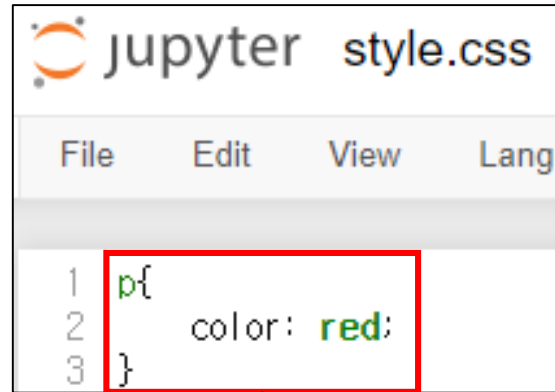 jupyter style.css
File Edit View Lang
1 p{
2 color: red;
3 }